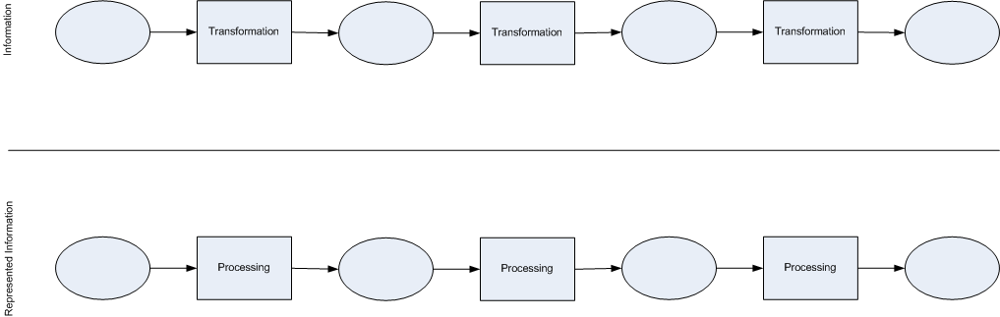 Information
Transformation
Transformation
Transformation
Represented Information
Processing
Processing
Processing